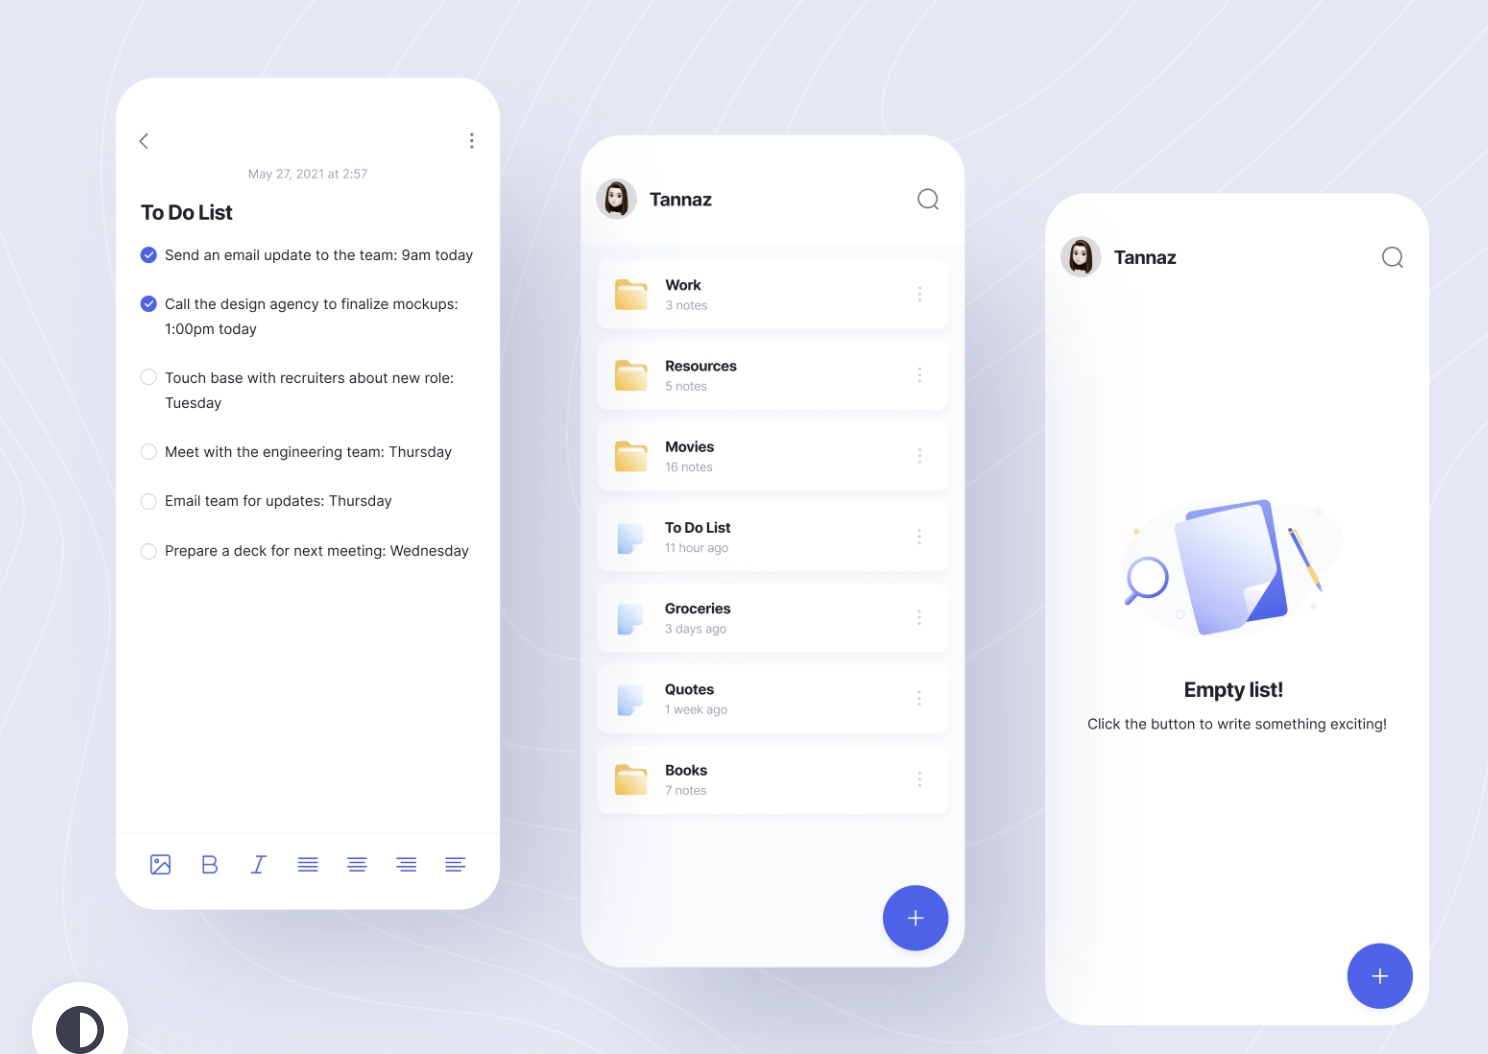 May 27, 2021 at 2:57
To Do List
Send an email update to the team: 9am today
Call the design agency to finalize mockups:
1:00pm today
Touch base with recruiters about new role:
Tuesday
Meet with the engineering team: Thursday
Email team for updates: Thursday
Prepare a deck for next meeting: Wednesday
B
I
Tannaz
Work
3 notes
Resources
5 notes
Movies
16 notes
To Do List
11 hour ago
Groceries
3 days ago
Quotes
1 week ago
Books
7 notes
Tannaz
Empty list!
Click the button to write something exciting!